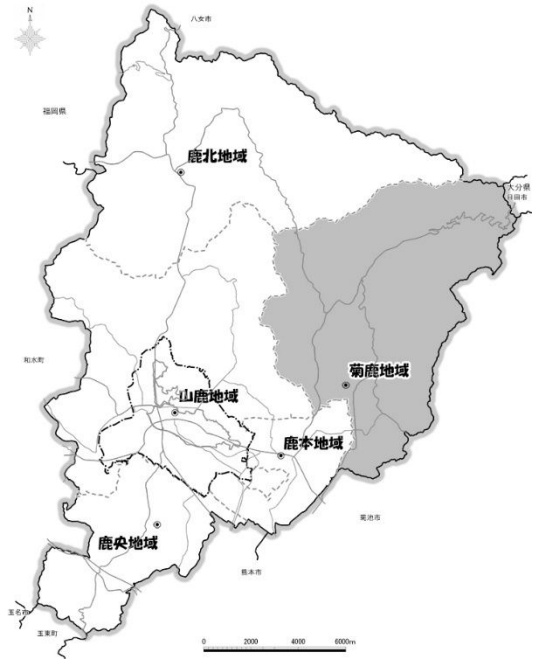 N
八女市
福岡県
鹿北地域
大分県
日田市
菊鹿地域
和水町
山鹿地域
鹿本地域
菊池市
鹿央地域
熊本市
玉名市
玉東町
0 2000 4000 6000m